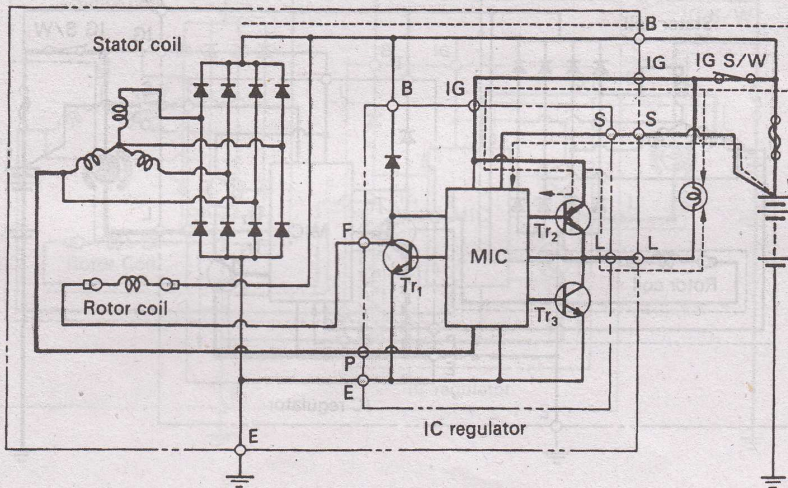 B
Stator coil
IG
IG S/W
B
IG
S
S
F
Tr2
L
L
MIC
Tr1
Rotor coil
Tr3
P
E
IC regulator
E